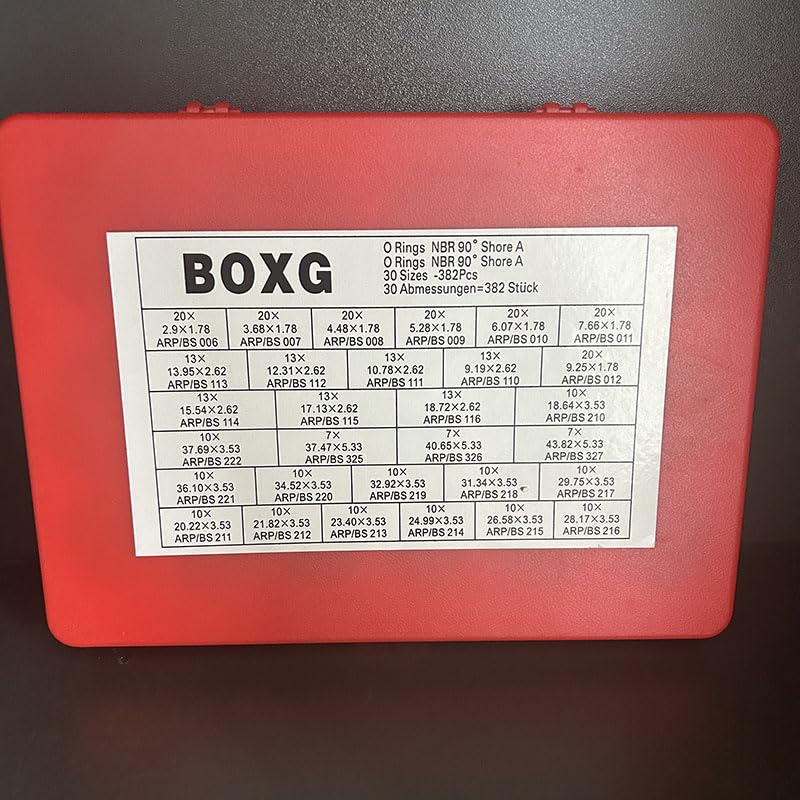 BOXG
O Rings NBR 90° Shore A
O Rings NBR 90° Shore A
30 Sizes -382Pcs
30 Abmessungen=382 Stück
20× 20× 20× 20× 20× 20×
2.9×1.78 3.68×1.78 4.48×1.78 5.28×1.78 6.07×1.78 7.66×1.78
ARP/BS 006 ARP/BS 007 ARP/BS 008 ARP/BS 009 ARP/BS 010 ARP/BS 011
13× 13× 13× 13× 20×
13.95×2.62 12.31×2.62 10.78×2.62 9.19×2.62 9.25×1.78
ARP/BS 113 ARP/BS 112 ARP/BS 111 ARP/BS 110 ARP/BS 012
13× 13× 13× 10×
15.54×2.62 17.13×2.62 18.72×2.62 18.64×3.53
ARP/BS 114 ARP/BS 115 ARP/BS 116 ARP/BS 210
10× 7× 7× 7×
37.69×3.53 37.47×5.33 40.65×5.33 43.82×5.33
ARP/BS 222 ARP/BS 325 ARP/BS 326 ARP/BS 327
10× 10× 10× 10× 10×
36.10×3.53 34.52×3.53 32.92×3.53 31.34×3.53 29.75×3.53
ARP/BS 221 ARP/BS 220 ARP/BS 219 ARP/BS 218 ARP/BS 217
10× 10× 10× 10× 10× 10×
20.22×3.53 21.82×3.53 23.40×3.53 24.99×3.53 26.58×3.53 28.17×3.53
ARP/BS 211 ARP/BS 212 ARP/BS 213 ARP/BS 214 ARP/BS 215 ARP/BS 216